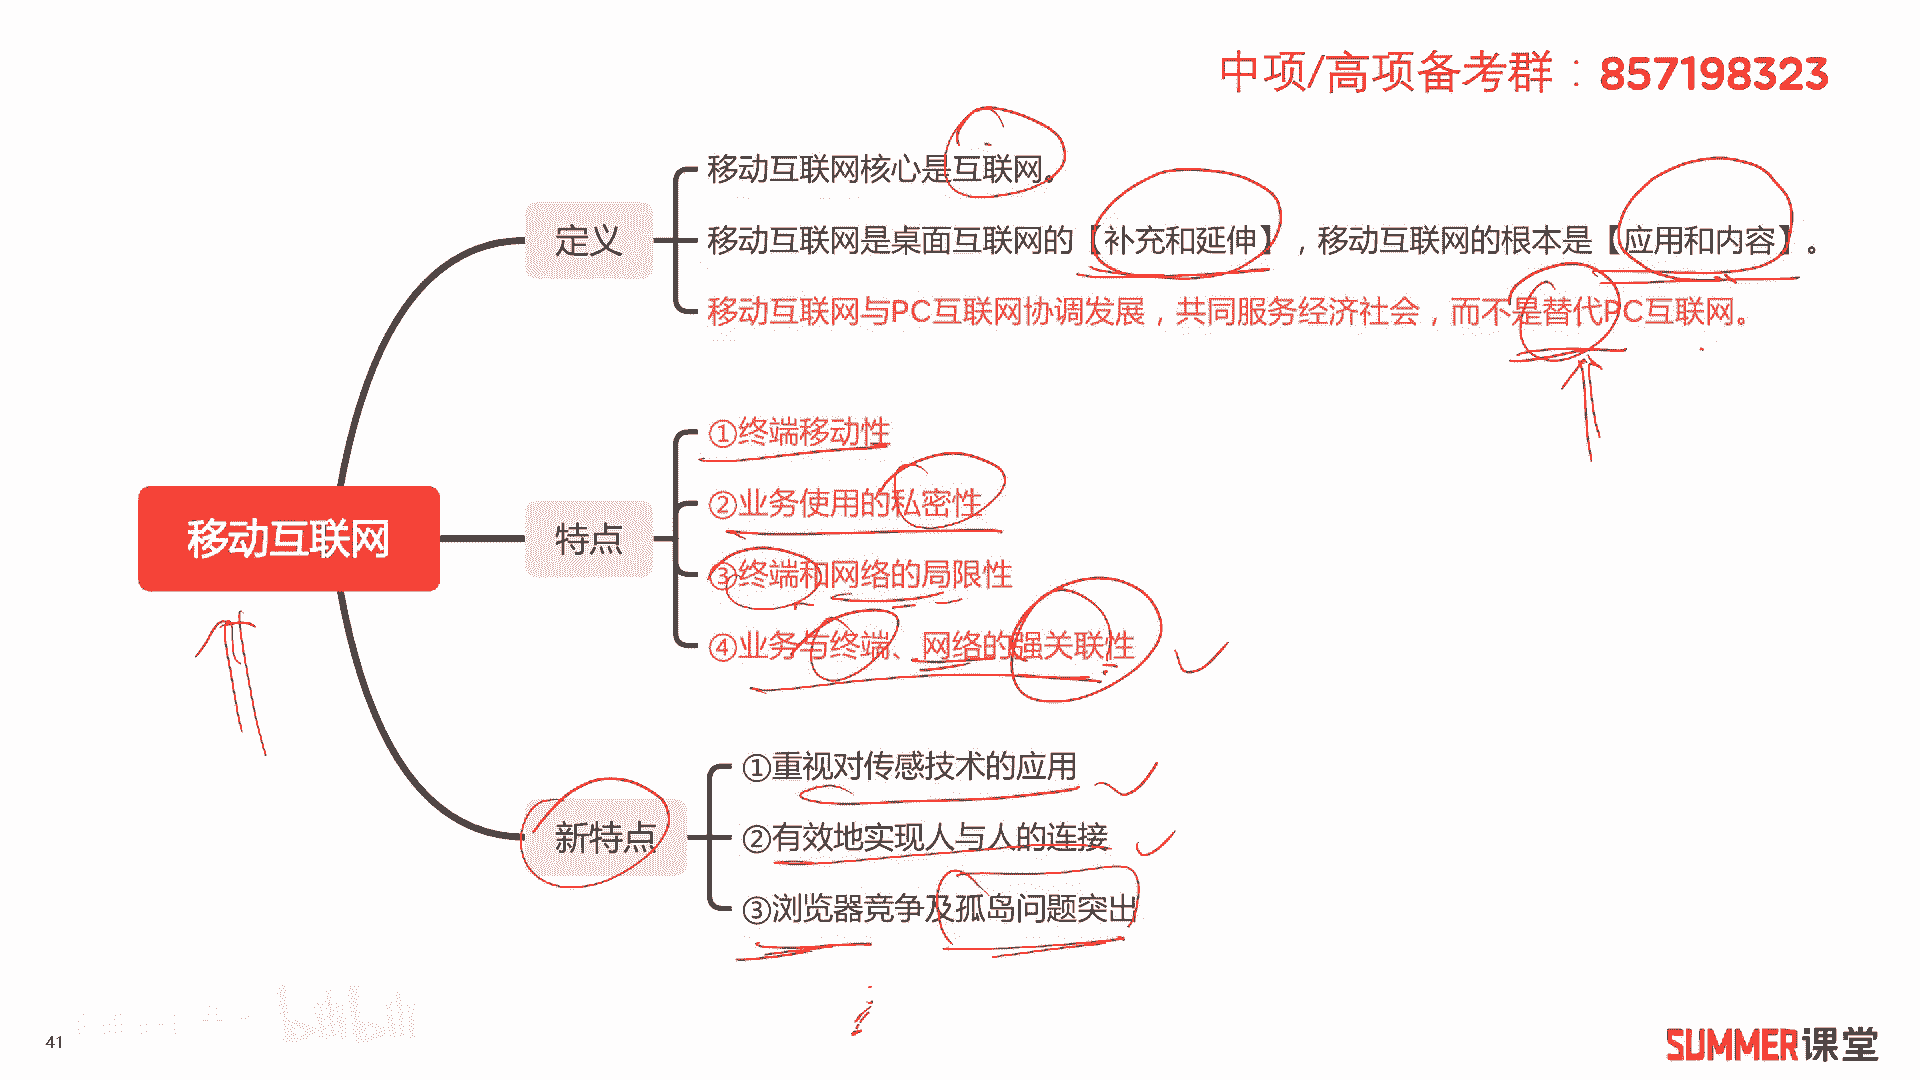 中项/高项备考群：857198323
移动互联网
定义
移动互联网核心是互联网。
移动互联网是桌面互联网的【补充和延伸】，移动互联网的根本是【应用和内容】。
移动互联网与PC互联网协调发展，共同服务经济社会，而不是替代PC互联网。
特点
①终端移动性
②业务使用的私密性
③终端和网络的局限性
④业务与终端、网络的强关联性
新特点
①重视对传感技术的应用
②有效地实现人与人的连接
③浏览器竞争及孤岛问题突出
41
bilibili
SUMMER课堂